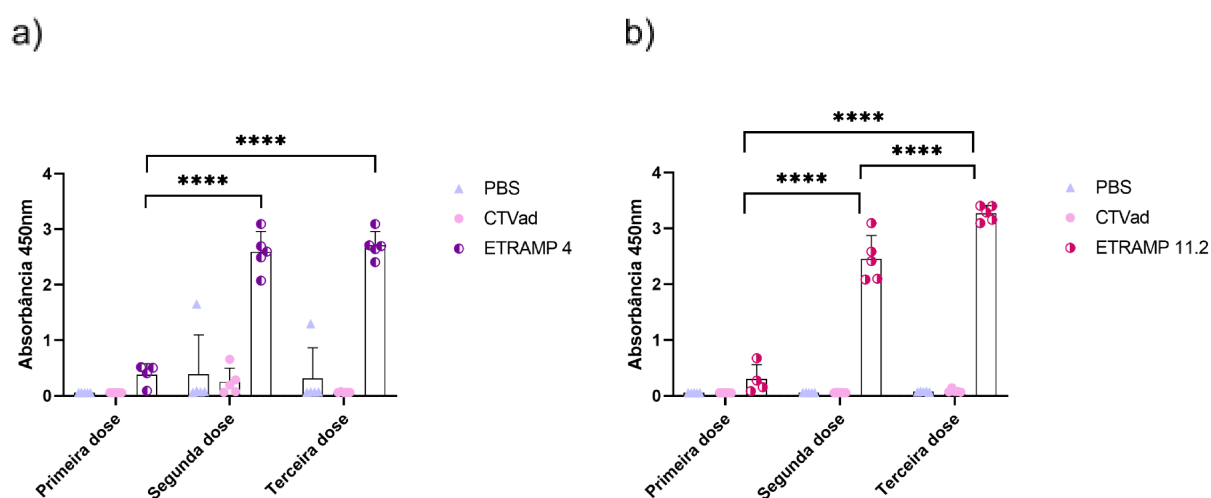 a)
****
****
Absorbância 450nm
4
3
2
1
0
Primeira dose
Segunda dose
Terceira dose
PBS
CTVad
ETRAMP 4
b)
****
****
****
Absorbância 450nm
4
3
2
1
0
Primeira dose
Segunda dose
Terceira dose
PBS
CTVad
ETRAMP 11.2